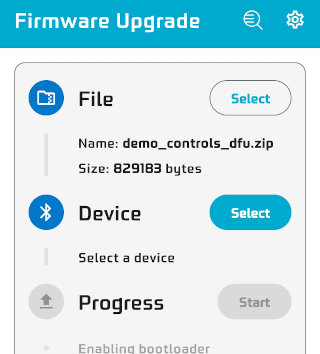 Firmware Upgrade
File
Select
Name: demo_controls_dfu.zip
Size: 829183 bytes
Device
Select
Select a device
Progress
Start
Enabling bootloader